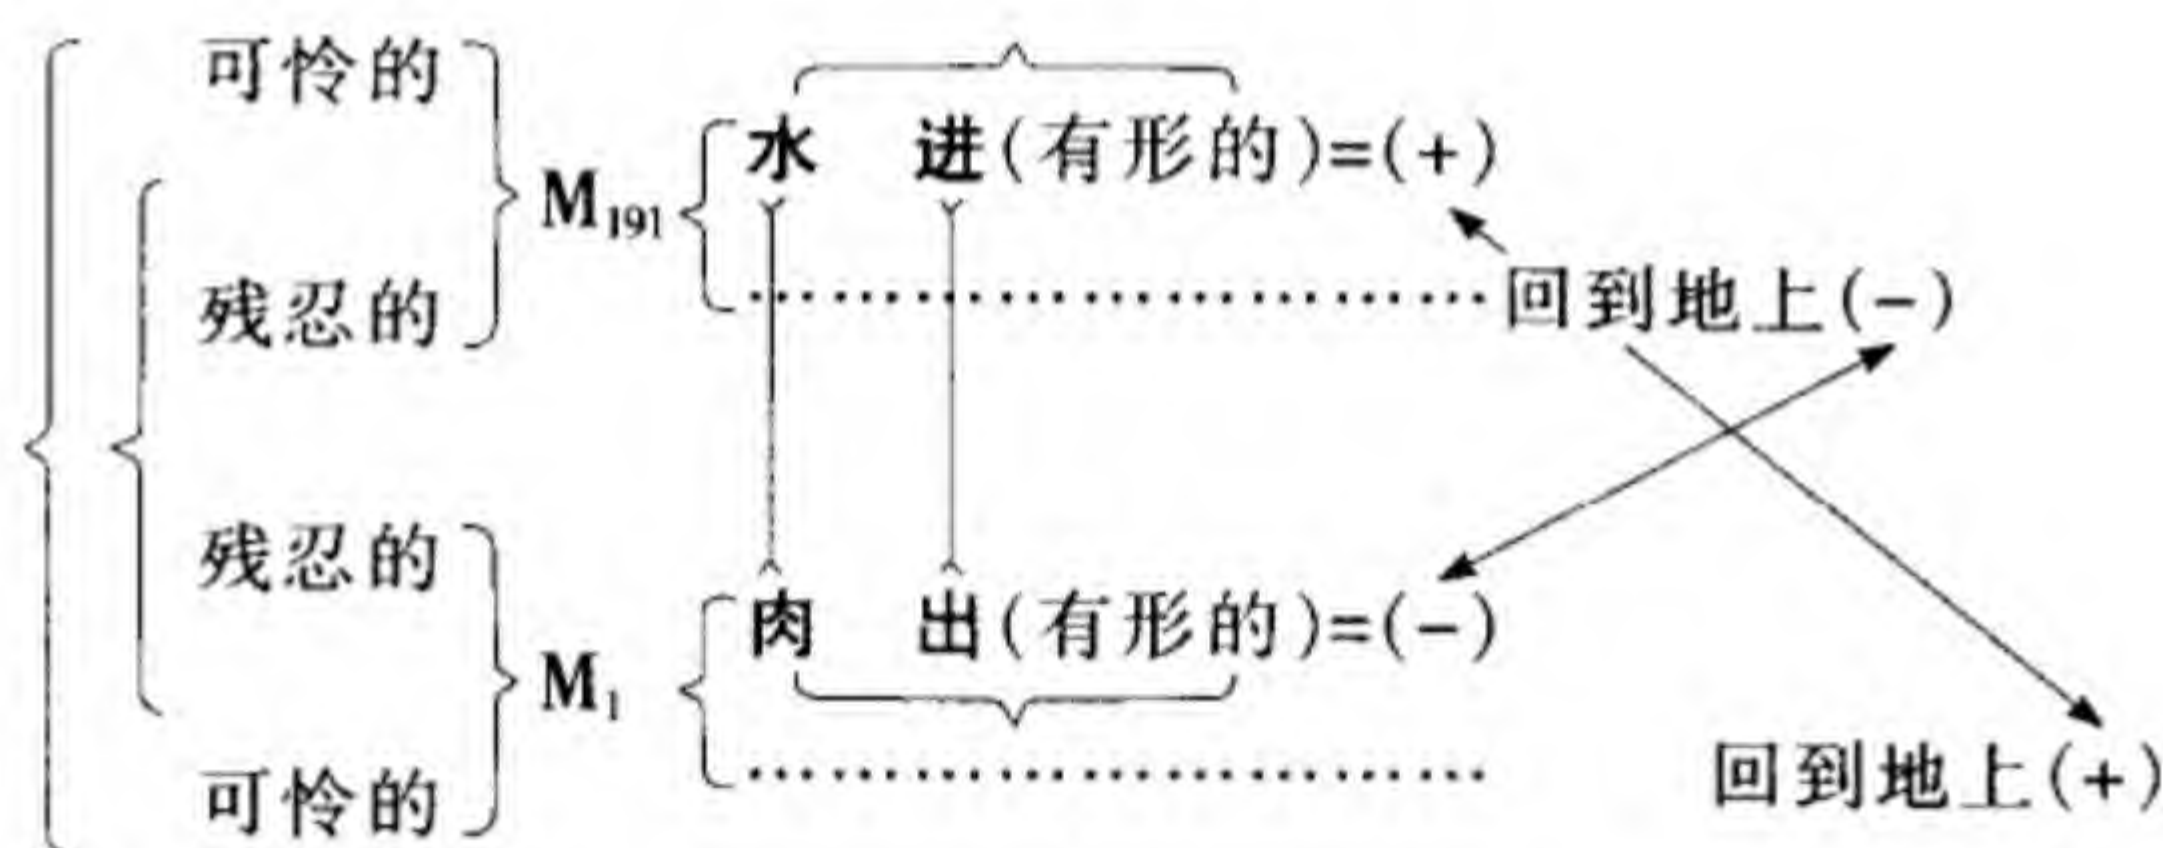 可怜的
水 进(有形的)=(+)
M191
残忍的
回到地上(-)
残忍的
肉 出(有形的)=(-)
M1
可怜的
回到地上(+)